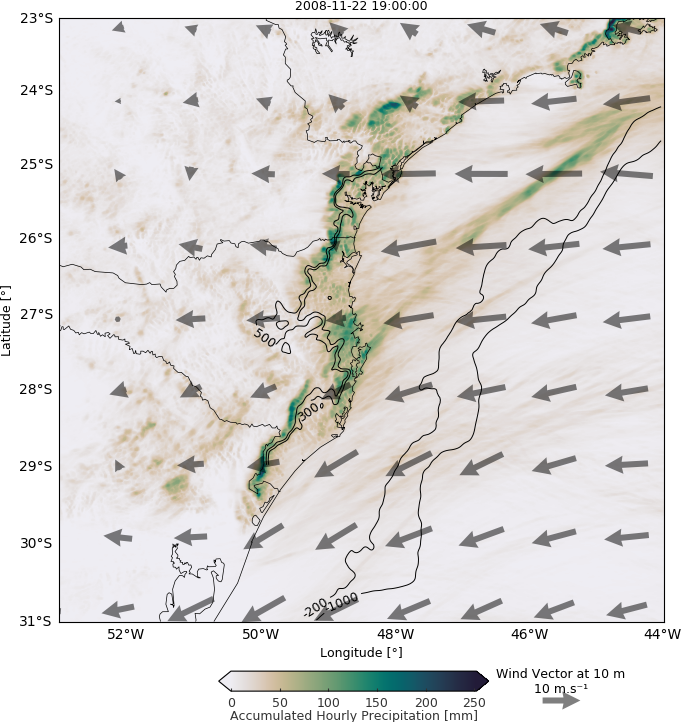 2008-11-22 19:00:00
23°S
24°S
25°S
26°S
27°S
28°S
29°S
30°S
31°S
Latitude [°]
500
300
-200
-1000
52°W 50°W 48°W 46°W 44°W
Longitude [°]
0 50 100 150 200 250
Accumulated Hourly Precipitation [mm]
Wind Vector at 10 m
10 m.s⁻¹